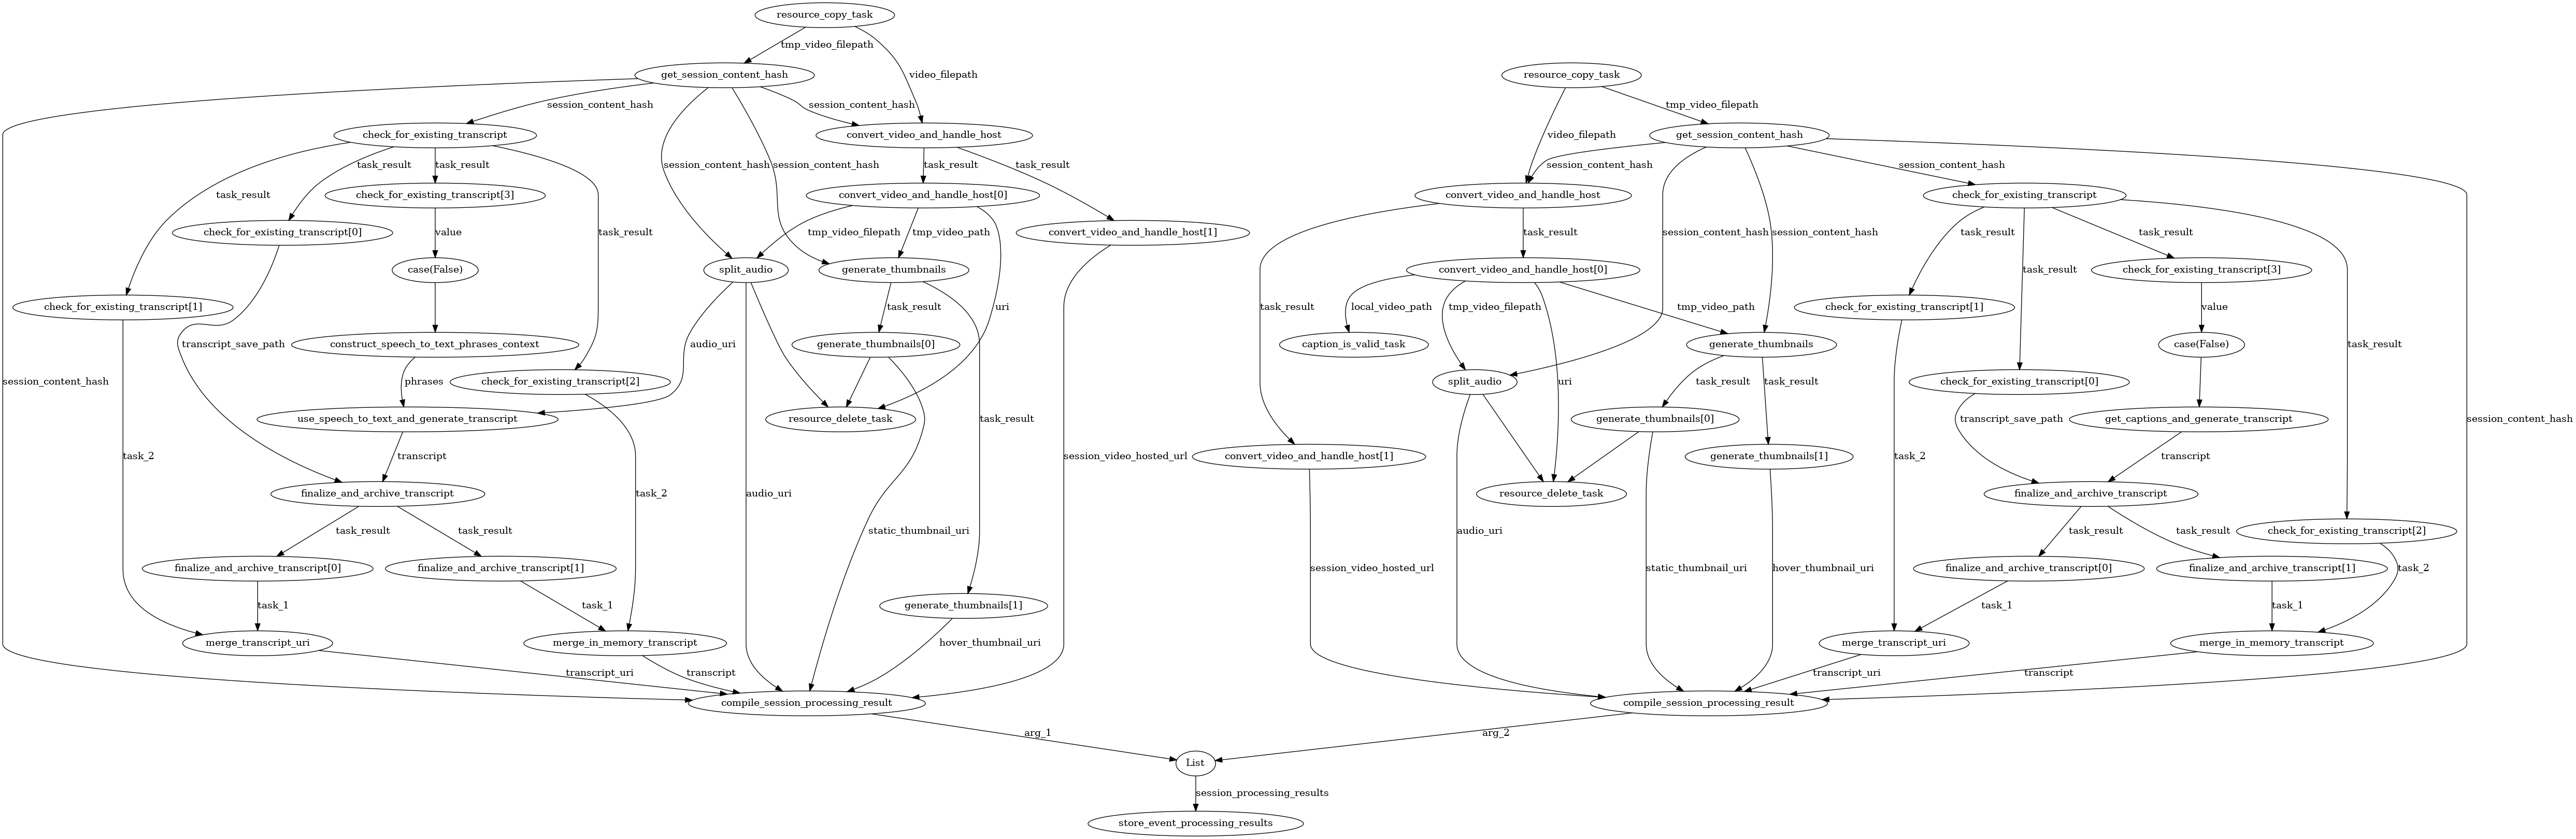 resource_copy_task
tmp_video_filepath
get_session_content_hash
video_filepath
resource_copy_task
session_content_hash
session_content_hash
tmp_video_filepath
check_for_existing_transcript
convert_video_and_handle_host
video_filepath
get_session_content_hash
task_result
task_result
session_content_hash
session_content_hash
task_result
task_result
session_content_hash
session_content_hash
task_result
check_for_existing_transcript[3]
convert_video_and_handle_host[0]
convert_video_and_handle_host
check_for_existing_transcript
check_for_existing_transcript[0]
value
task_result
tmp_video_filepath
tmp_video_path
convert_video_and_handle_host[1]
task_result
session_content_hash
session_content_hash
task_result
task_result
task_result
case(False)
split_audio
generate_thumbnails
convert_video_and_handle_host[0]
check_for_existing_transcript[3]
check_for_existing_transcript[1]
task_result
uri
task_result
local_video_path
tmp_video_filepath
tmp_video_path
check_for_existing_transcript[1]
value
transcript_save_path
construct_speech_to_text_phrases_context
audio_uri
generate_thumbnails[0]
caption_is_valid_task
generate_thumbnails
case(False)
task_result
session_content_hash
phrases
check_for_existing_transcript[2]
split_audio
uri
task_result
task_result
check_for_existing_transcript[0]
session_content_hash
use_speech_to_text_and_generate_transcript
resource_delete_task
task_result
generate_thumbnails[0]
transcript_save_path
get_captions_and_generate_transcript
task_2
transcript
session_video_hosted_url
convert_video_and_handle_host[1]
generate_thumbnails[1]
task_2
transcript
finalize_and_archive_transcript
task_2
audio_uri
resource_delete_task
finalize_and_archive_transcript
task_result
task_result
static_thumbnail_uri
audio_uri
task_result
task_result
check_for_existing_transcript[2]
finalize_and_archive_transcript[0]
finalize_and_archive_transcript[1]
session_video_hosted_url
static_thumbnail_uri
hover_thumbnail_uri
finalize_and_archive_transcript[0]
finalize_and_archive_transcript[1]
task_2
task_1
task_1
generate_thumbnails[1]
task_1
task_1
merge_transcript_uri
merge_in_memory_transcript
hover_thumbnail_uri
merge_transcript_uri
merge_in_memory_transcript
transcript_uri
transcript
transcript_uri
transcript
compile_session_processing_result
compile_session_processing_result
arg_1
arg_2
List
session_processing_results
store_event_processing_results